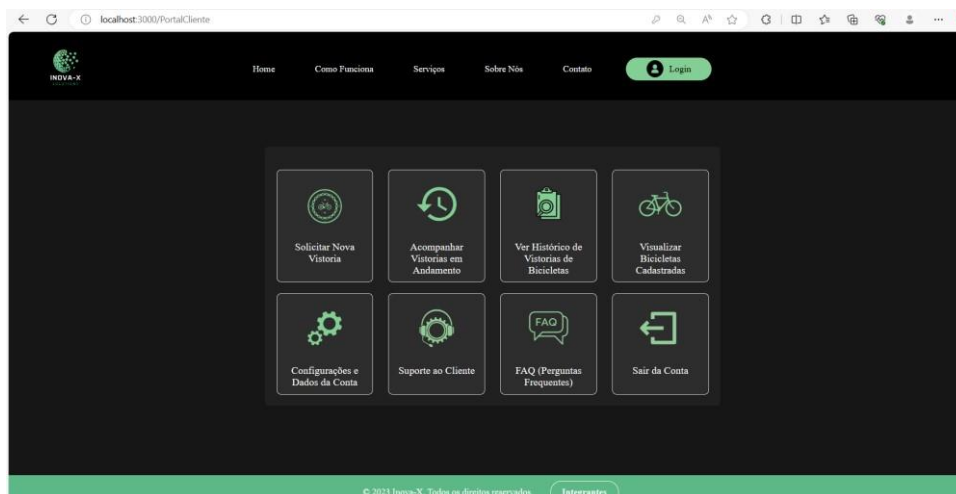 localhost:3000/PortalCliente
INOVA-X
Home Como Funciona Serviços Sobre Nós Contato Login
Solicitar Nova
Vistoria
Acompanhar
Vistorias em
Andamento
Ver Histórico de
Vistorias de
Bicicletas
Visualizar
Bicicletas
Cadastradas
Configurações e
Dados da Conta
Suporte ao Cliente
FAQ
FAQ (Perguntas
Frequentes)
Sair da Conta
© 2023 Inova-X. Todos os direitos reservados. Integrantes